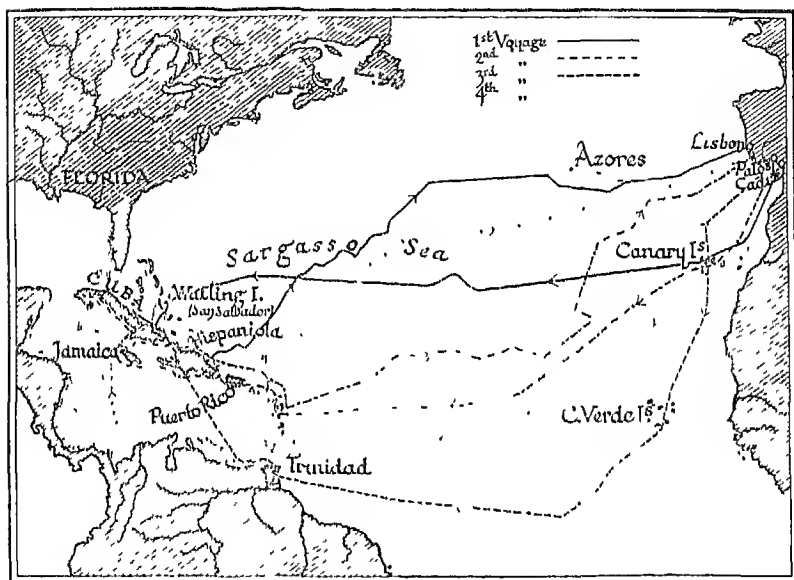 1st Voyage
2nd "
3rd "
4th "
Lisbon
Azores
Palos
Cadiz
FLORIDA
Sargasso Sea
Canary Is.
CUBA
Watling I.
(San Salvador)
Hispaniola
Jamaica
Puerto Rico
C. Verde Is.
Trinidad